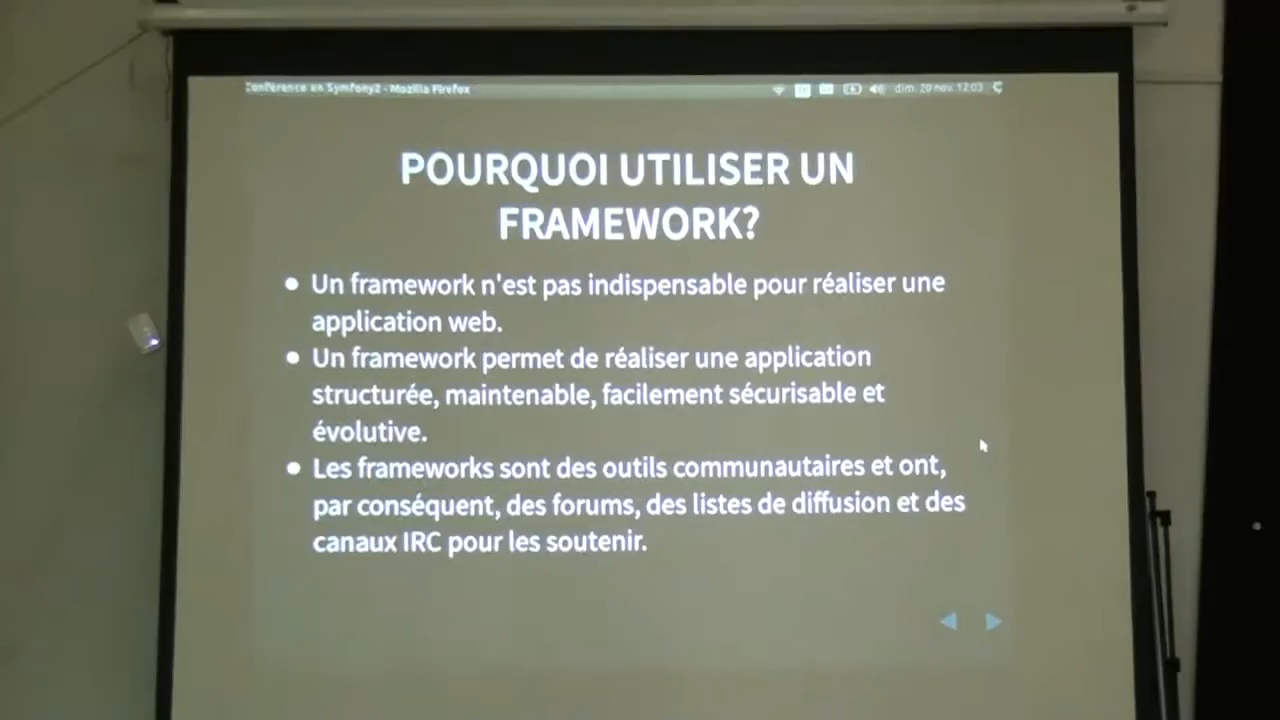 Conférence en Symfony2 - Mozilla Firefox
dim. 20 nov. 12:03
POURQUOI UTILISER UN
FRAMEWORK?
Un framework n'est pas indispensable pour réaliser une
application web.
Un framework permet de réaliser une application
structurée, maintenable, facilement sécurisable et
évolutive.
Les frameworks sont des outils communautaires et ont,
par conséquent, des forums, des listes de diffusion et des
canaux IRC pour les soutenir.